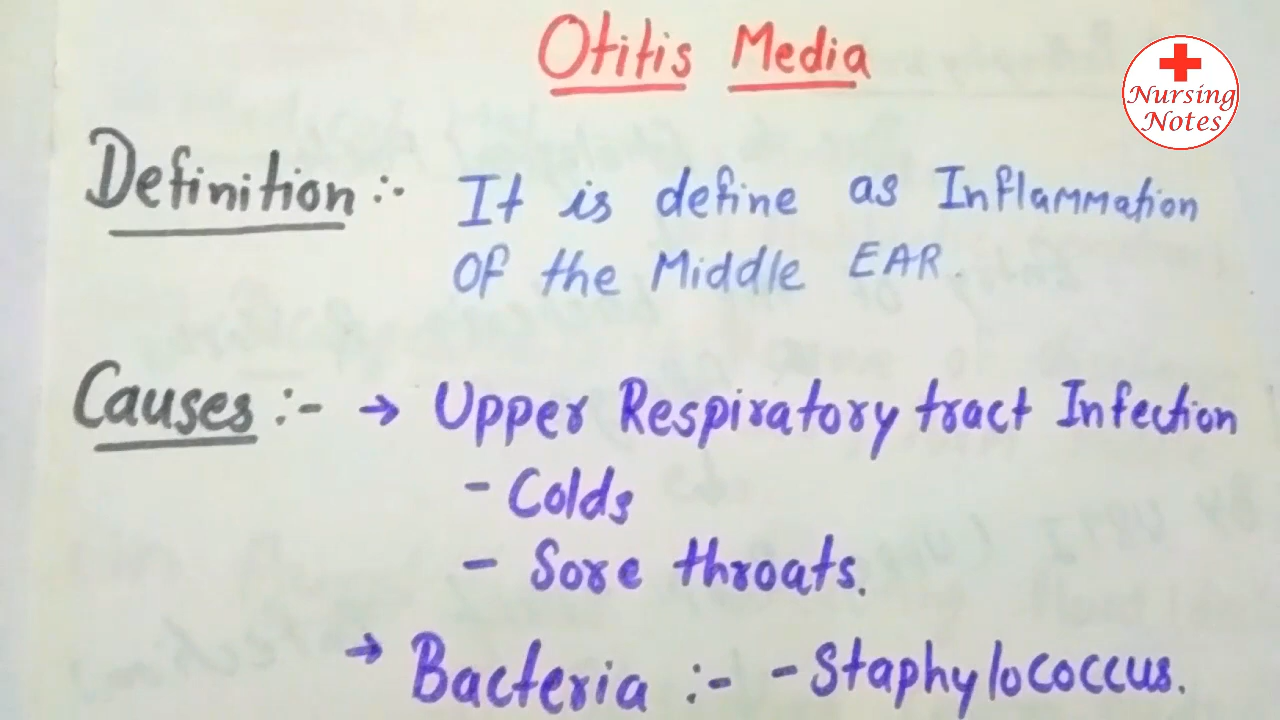 Otitis Media
Nursing
Notes
Definition :- It is define as Inflammation
Of the Middle EAR.
Causes :- → Upper Respiratory tract Infection
- Colds
- Sore throats.
→ Bacteria :- - Staphylococcus.